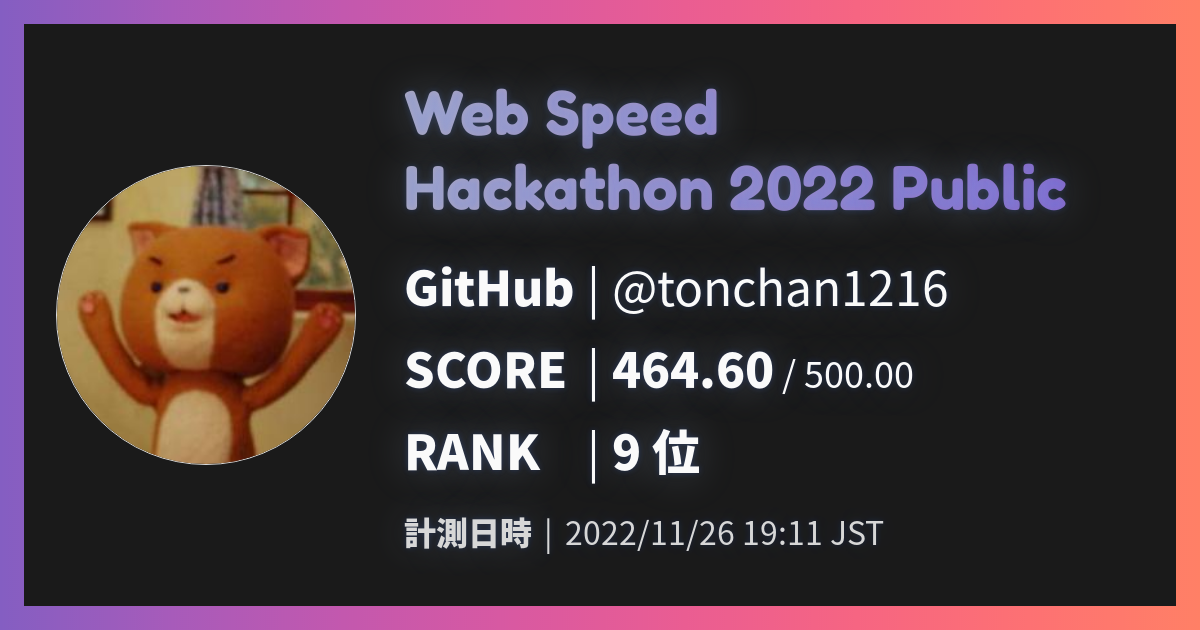 Web Speed
Hackathon 2022 Public
GitHub | @tonchan1216
SCORE | 464.60 / 500.00
RANK | 9 位
計測日時 | 2022/11/26 19:11 JST